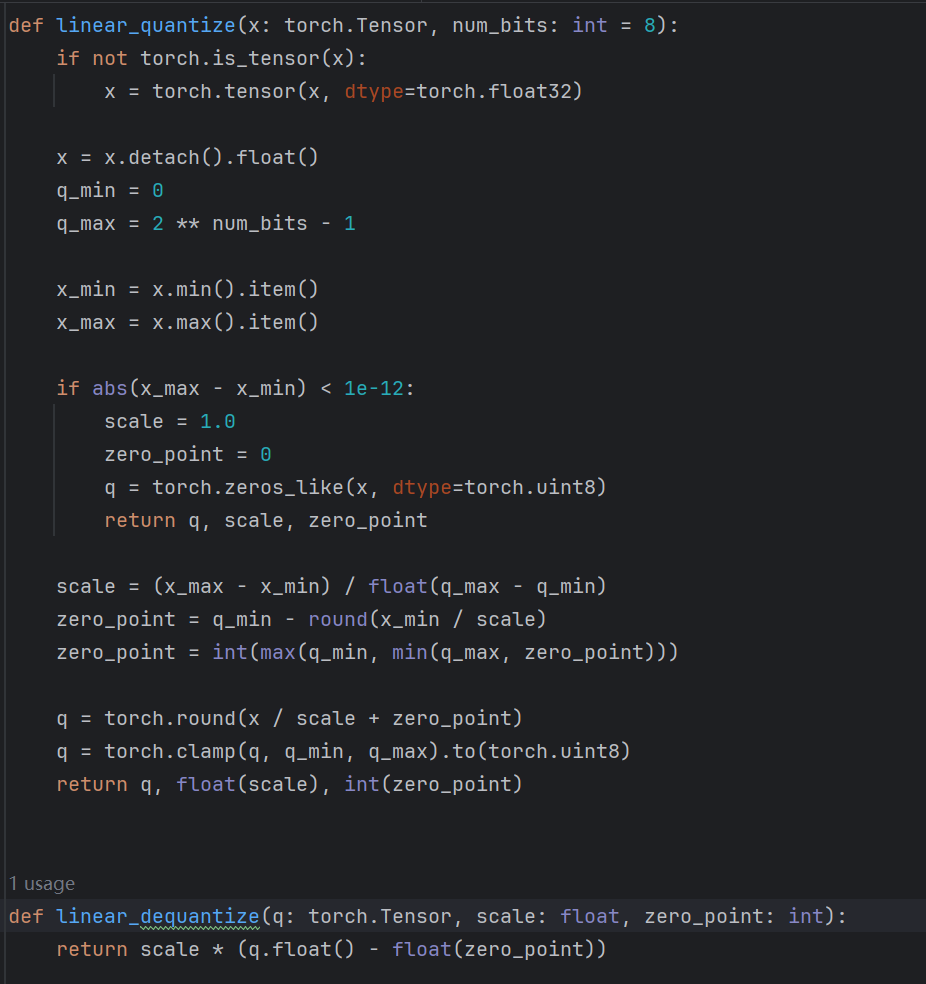 def linear_quantize(x: torch.Tensor, num_bits: int = 8):
    if not torch.is_tensor(x):
        x = torch.tensor(x, dtype=torch.float32)

    x = x.detach().float()
    q_min = 0
    q_max = 2 ** num_bits - 1

    x_min = x.min().item()
    x_max = x.max().item()

    if abs(x_max - x_min) < 1e-12:
        scale = 1.0
        zero_point = 0
        q = torch.zeros_like(x, dtype=torch.uint8)
        return q, scale, zero_point

    scale = (x_max - x_min) / float(q_max - q_min)
    zero_point = q_min - round(x_min / scale)
    zero_point = int(max(q_min, min(q_max, zero_point)))

    q = torch.round(x / scale + zero_point)
    q = torch.clamp(q, q_min, q_max).to(torch.uint8)
    return q, float(scale), int(zero_point)

1 usage
def linear_dequantize(q: torch.Tensor, scale: float, zero_point: int):
    return scale * (q.float() - float(zero_point))